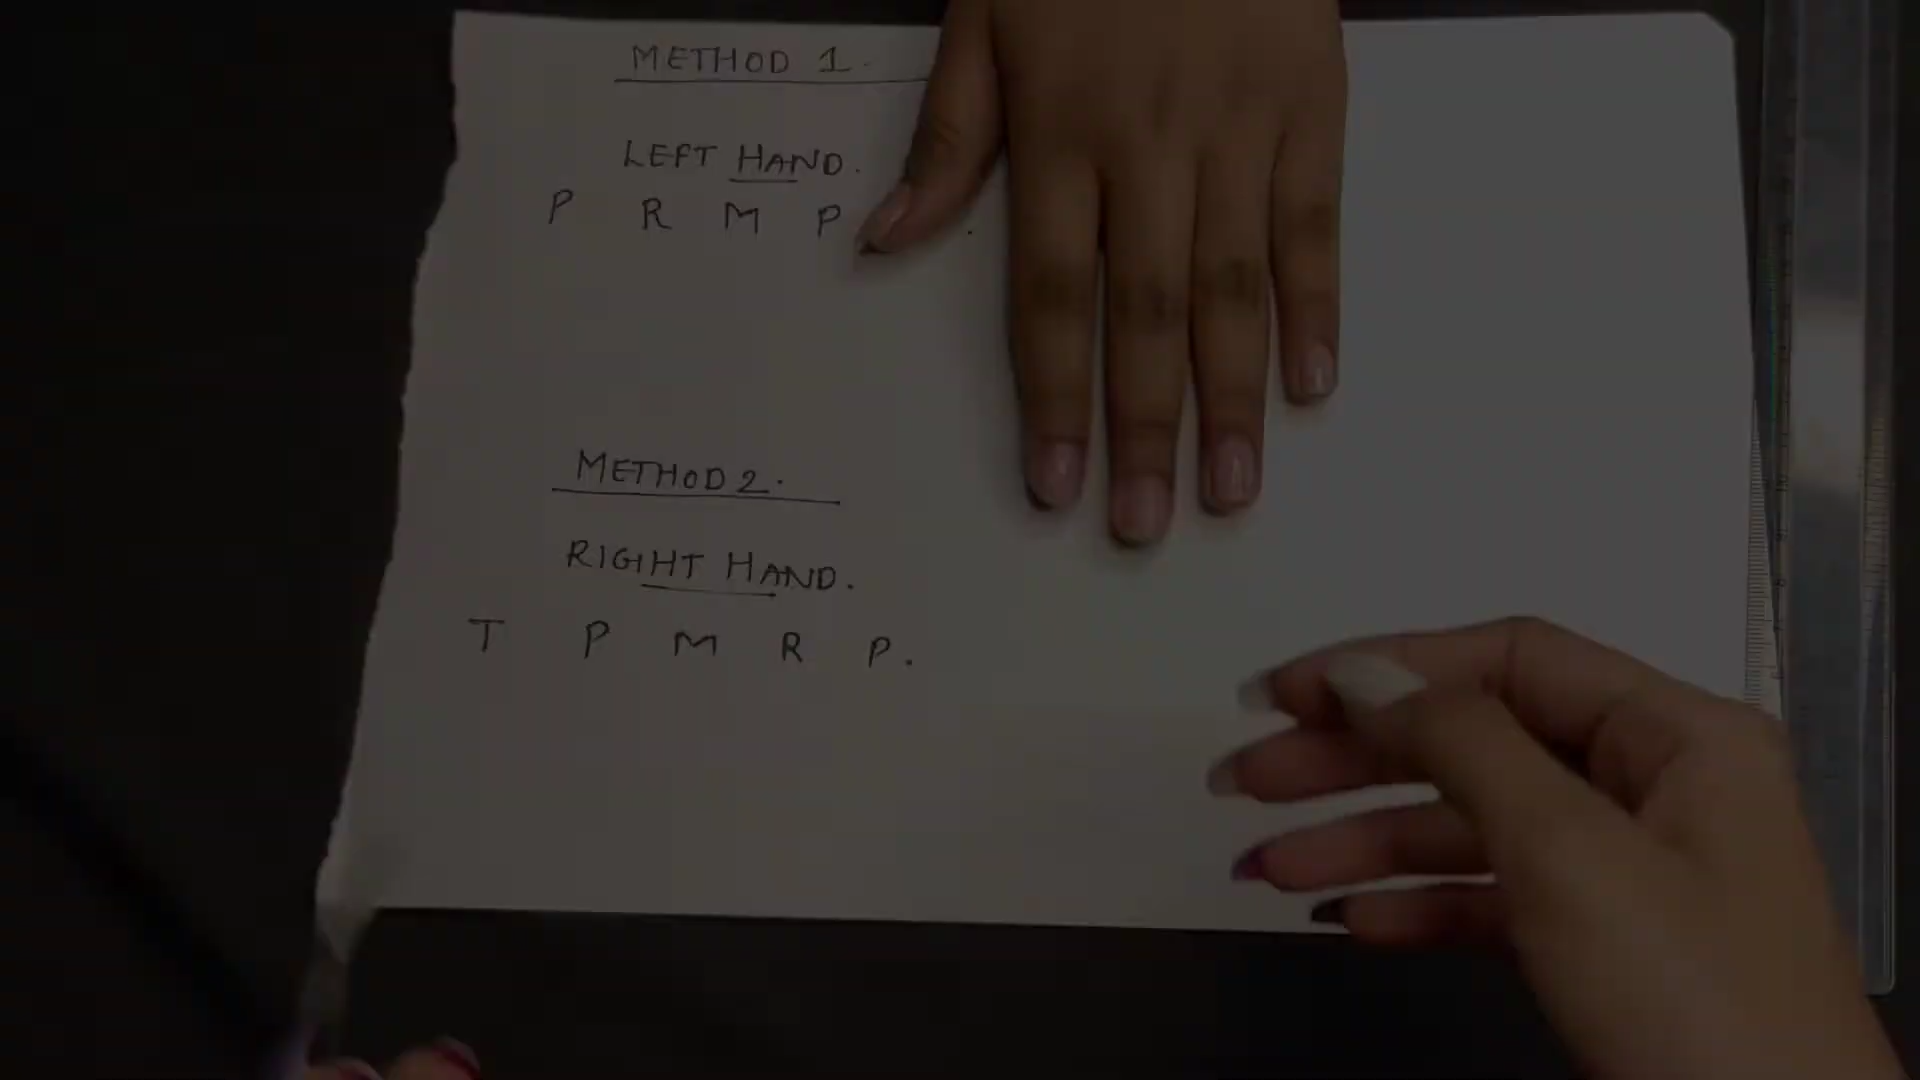 METHOD 1.
LEFT HAND.
P R M P
METHOD 2.
RIGHT HAND.
T P M R P.